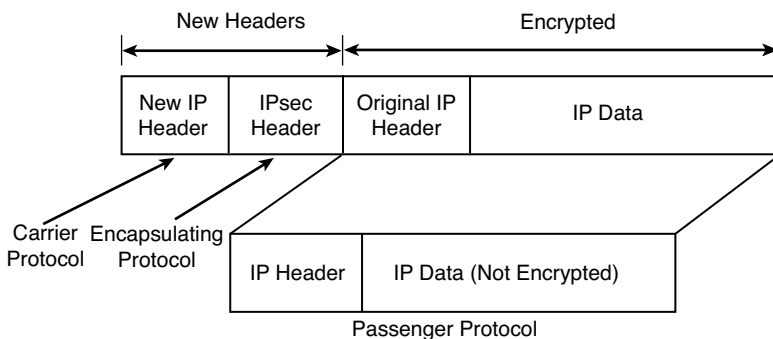 New Headers
Encrypted
New IP
Header
IPsec
Header
Original IP
Header
IP Data
Carrier
Protocol
Encapsulating
Protocol
IP Header
IP Data (Not Encrypted)
Passenger Protocol